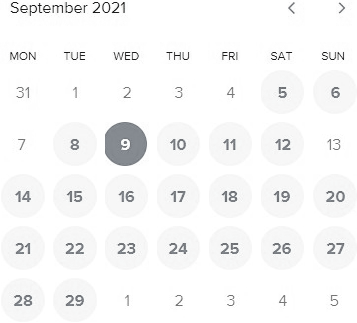 September 2021
MON TUE WED THU FRI SAT SUN
31 1 2 3 4 5 6
7 8 9 10 11 12 13
14 15 16 17 18 19 20
21 22 23 24 25 26 27
28 29 1 2 3 4 5